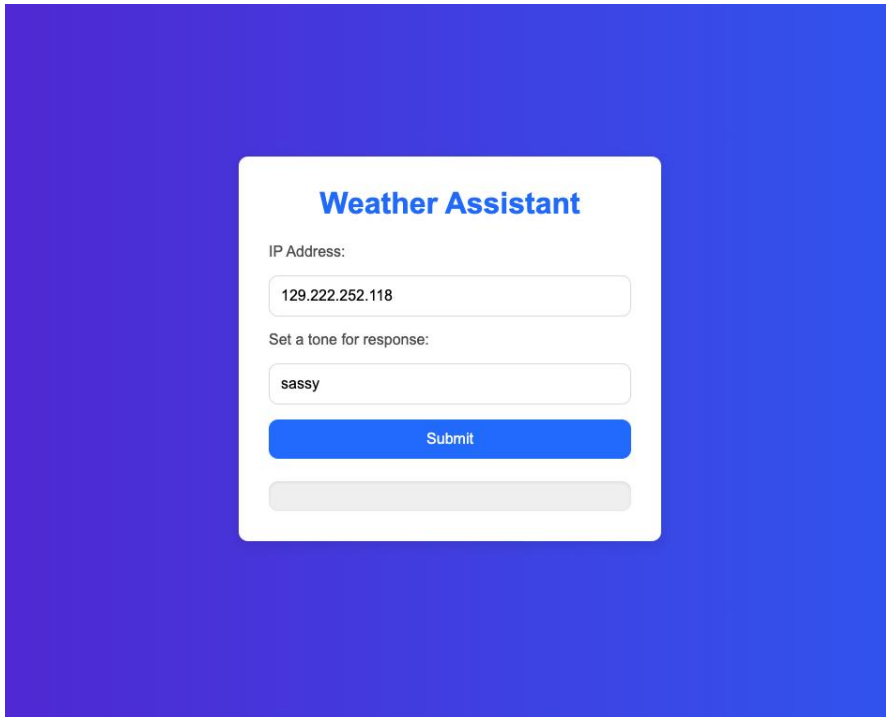 Weather Assistant
IP Address:
129.222.252.118
Set a tone for response:
sassy
Submit